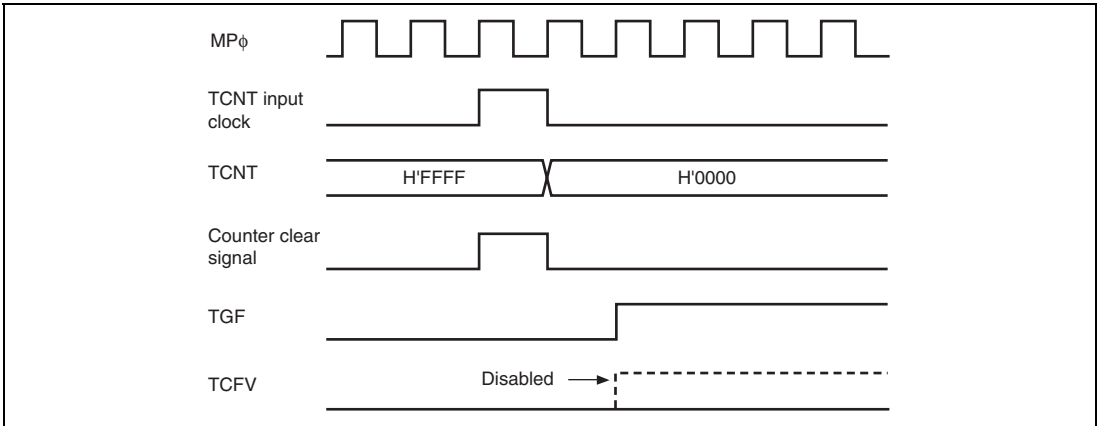 MPϕ
TCNT input
clock
TCNT
H'FFFF
H'0000
Counter clear
signal
TGF
TCFV
Disabled